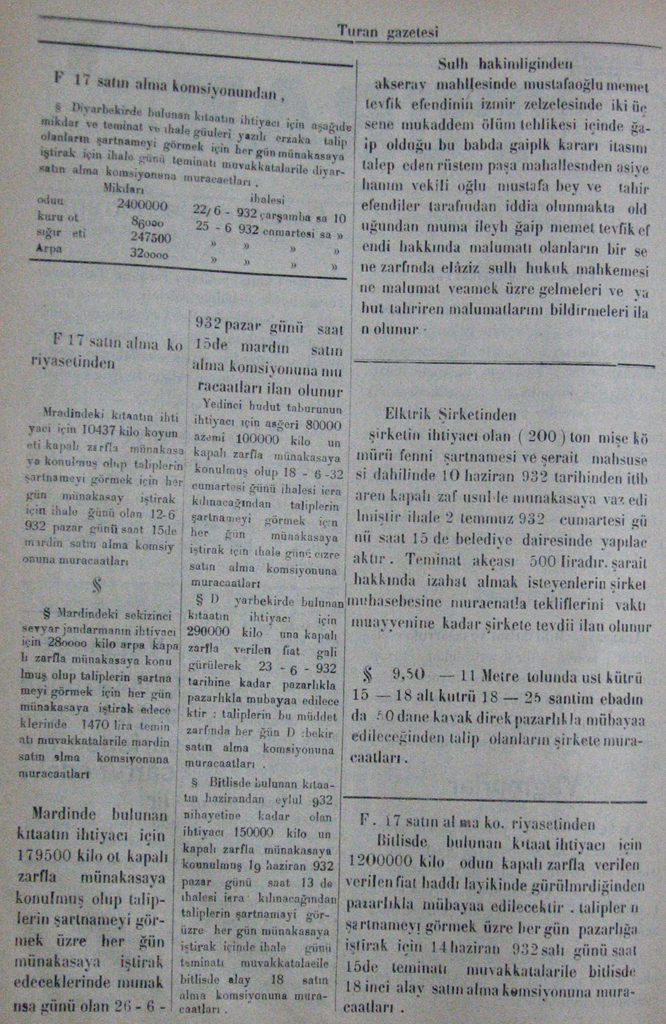 Turan gazetesi
F 17 satın alma komsiyonundan ,
§ Diyarbekirde bulunan kıtaatın ihtiyacı için aşağıda
mikdar ve teminat ve ihale günleri yazılı erzaka talip
olanların şartnameyi görmek için her gün münakasaya
iştirak için ihale günü teminatı muvakkatalarile diyar-
satın alma komsiyonuna muracaetları .
Mikdarı ihalesi
odun 2400000 22/6 - 932 çarşamba sa 10
kuru ot 86000 25 - 6 932 cumartesi sa »
sığır eti 247500 » » » »
Arpa 320000 » » » »
F 17 satın alma ko
riyasetinden
Mradindeki kıtaatın ihti
yacı için 10437 kilo koyun
eti kapalı zarfla münakasa
ya konulmuş olup taliplerin
şartnameyi görmek için her
gün münakasay iştirak
için ihale günü olan 12-6
932 pazar günü saat 15de
mardin satın alma komsiy
onuna muracaatları
§
§ Mardindeki sekizinci
seyyar jandarmanın ihtiyacı
için 280000 kilo arpa kapa
lı zarfla münakasaya konu
lmuş olup taliplerin şartna
meyi görmek için her gün
münakasaya iştirak edece
klerinde 1470 lira temin
atı muvakkatalarile mardin
satın alma komsiyonuna
muracaatları
Mardinde bulunan
kıtaatın ihtiyacı için
179500 kilo ot kapalı
zarfla münakasaya
konulmuş olup talip-
lerin şartnameyi gör-
mek üzre her gün
münakasaya iştirak
edeceklerinde munak
asa günü olan 26 - 6 -
932 pazar günü saat
15de mardin satın
alma komsiyonuna mu
racaatları ilan olunur
Yedinci hudut taburunun
ihtiyacı için asgeri 80000
azemi 100000 kilo un
kapalı zarfla münakasaya
konulmuş olup 18 - 6 -32
cumartesi günü ihalesi icra
kılınacağından taliplerin
şartnameyi görmek için
her gün münakasaya
iştirak için ihale günü cizre
satın alma komsiyonuna
muracaatları
§ D yarbekirde bulunan
kıtaatın ihtiyacı için
290000 kilo una kapalı
zarfla verilen fiat gali
gürülerek 23 - 6 - 932
tarihine kadar pazarlıkla
pazarlıkla mubayaa edilece
ktir : taliplerin bu müddet
zarfında her gün D :bekir
satın alma komsiyonuna
muracaatları .
§ Bitlisde bulunan kıtaa-
tın hazirandan eylul 932
nihayetine kadar olan
ihtiyacı 150000 kilo un
kapalı zarfla münakasaya
konnulmuş 19 haziran 932
pazar günü saat 13 de
ihalesi icra kılınacağından
taliplerin şartnamayi gör-
üzre her gün münakasaya
iştirak içinde ihale günü
taminatı muvakkatalaeile
bitlisde alay 18 satın
alma komsiyonuna mura-
caatları .
Sulh hakimliginden
akseray mahllesinde mustafaoğlu memet
tevfik efendinin izmir zelzelesinde iki üç
sene mukaddem ölüm tehlikesi içinde ğa-
ip olduğu bu babda gaiplk kararı itasını
talep eden rüstem paşa mahallesnden asiye
hanım vekili oğlu mustafa bey ve tahir
efendiler tarafından iddia olunmakta old
uğundan muma ileyh ğaip memet tevfik ef
endi hakkında malumatı olanların bir se
ne zarfında elâziz sulh hukuk mahkemesi
ne malumat veamek üzre gelmeleri ve ya
hut tahriren malumatlarını bildirmeleri ila
n olunur .
Elktrik Şirketinden
şirketin ihtiyacı olan ( 200 ) ton mişe kö
mürü fenni şartnamesi ve şerait mahsuse
si dahilinde 10 haziran 932 tarihinden itib
aren kapalı zaf usul le munakasaya vaz edi
lmiştir ihale 2 temmuz 932 cumartesi gü
nü saat 15 de belediye dairesinde yapılac
aktır . Teminat akçası 500 liradır. şarait
hakkında izahat almak isteyenlerin şirket
muhasebesine muracaatla tekliflerini vaktı
muayyenine kadar şirkete tevdii ilan olunur
§ 9,50 — 11 Metre tolunda ust kütrü
15 — 18 alt kutrü 18 — 25 santim ebadın
da 50 dane kavak direk pazarlıkla mübayaa
edileceğinden talip olanların şirkete mura-
caatları .
F. 17 satın al ma ko. riyasetinden
Bitlisde bulunan kıtaat ihtiyacı için
1200000 kilo odun kapalı zarfla verilen
verilen fiat haddı layikinde gürülmrdiğinden
pazarlıkla mübayaa edilecektir . talipler n
şartnameyi görmek üzre her gün pazarlığa
iştirak için 14 haziran 932 salı günü saat
15de teminatı muvakkatalarile bitlisde
18 inci alay satın alma komsiyonuna mura-
caatları .